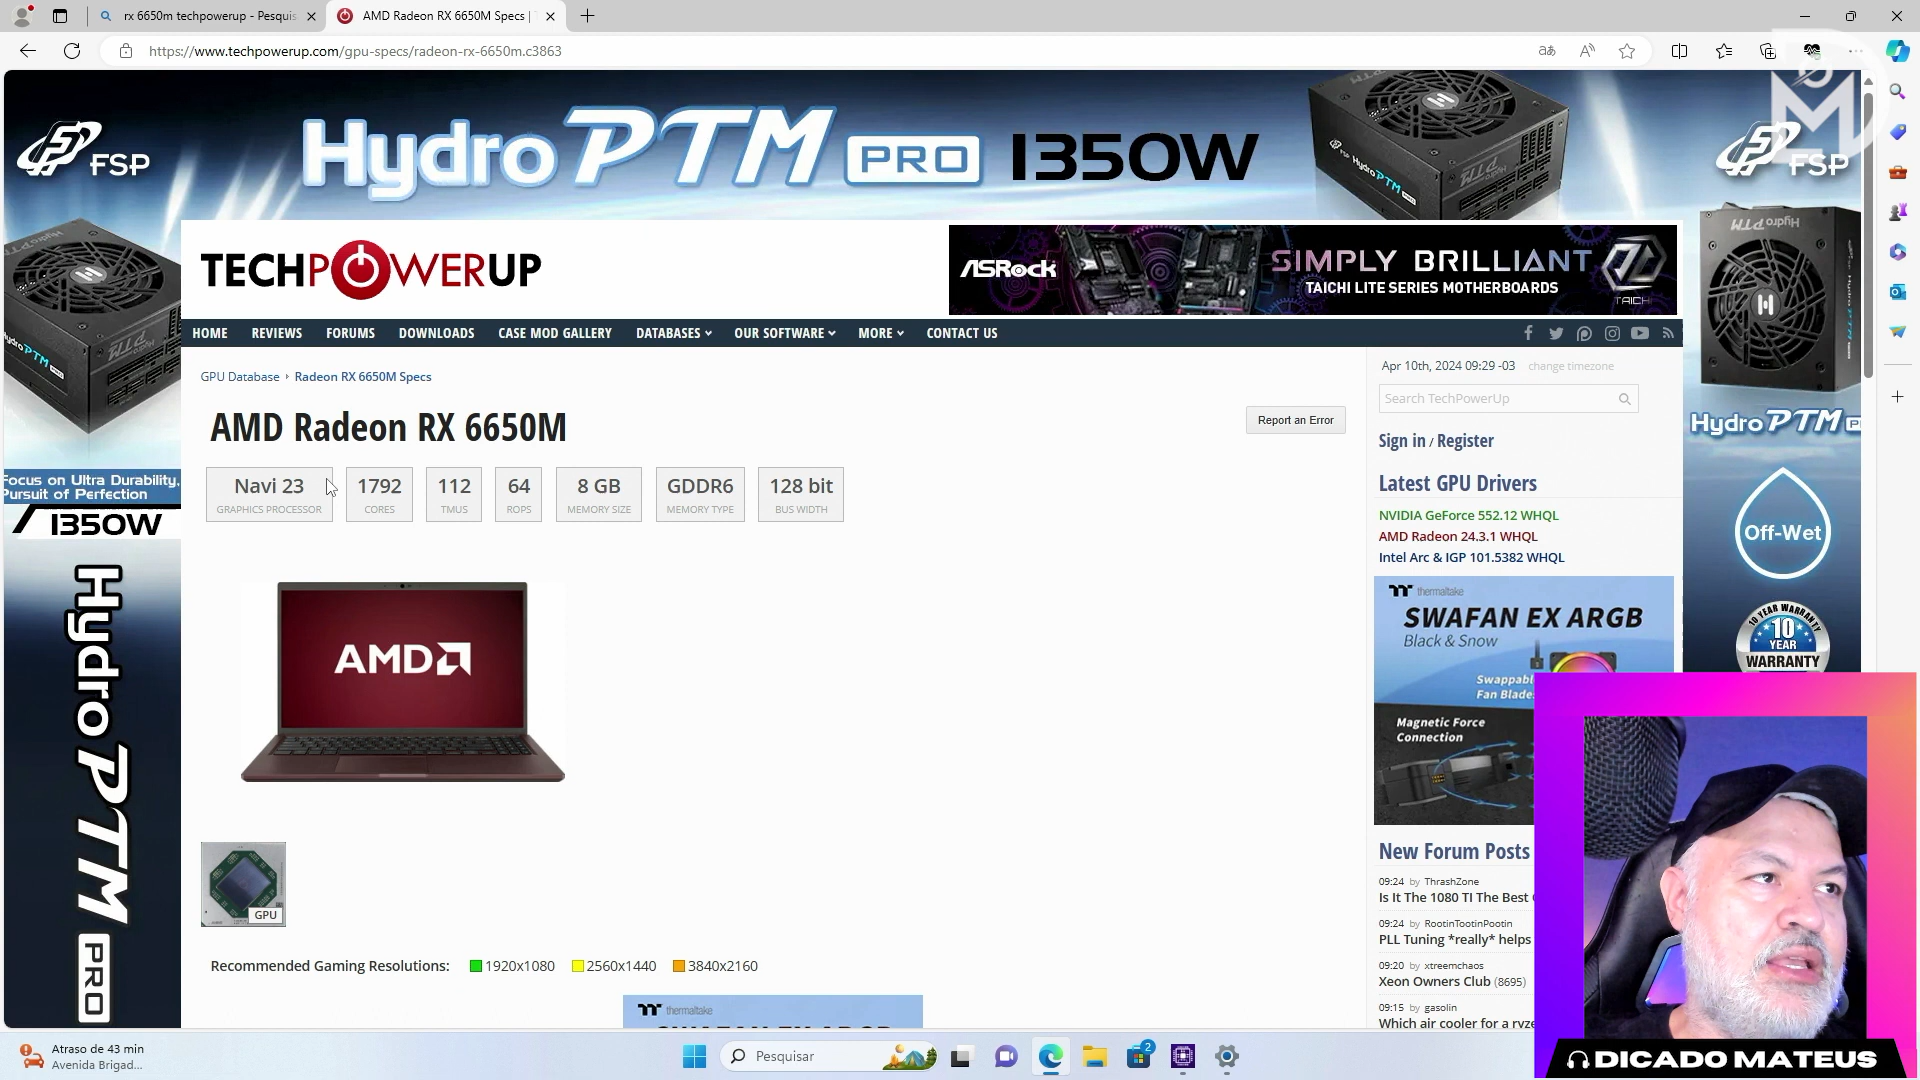 rx 6650m techpowerup - Pesquis
AMD Radeon RX 6650M Specs | T
https://www.techpowerup.com/gpu-specs/radeon-rx-6650m.c3863
FSP
Hydro PTM PRO 1350W
FSP
TECHPOWERUP
ASRock
SIMPLY BRILLIANT
TAICHI LITE SERIES MOTHERBOARDS
TAICHI
HOME REVIEWS FORUMS DOWNLOADS CASE MOD GALLERY DATABASES OUR SOFTWARE MORE CONTACT US
GPU Database Radeon RX 6650M Specs
AMD Radeon RX 6650M
Report an Error
Navi 23 1792 112 64 8 GB GDDR6 128 bit
GRAPHICS PROCESSOR CORES TMUS ROPS MEMORY SIZE MEMORY TYPE BUS WIDTH
AMD
GPU
Recommended Gaming Resolutions: 1920x1080 2560x1440 3840x2160
thermaltake
Apr 10th, 2024 09:29 -03 change timezone
Search TechPowerUp
Sign in / Register
Latest GPU Drivers
NVIDIA GeForce 552.12 WHQL
AMD Radeon 24.3.1 WHQL
Intel Arc & IGP 101.5382 WHQL
thermaltake
SWAFAN EX ARGB
Black & Snow
Swappabl
Fan Blade
Magnetic Force
Connection
New Forum Posts
09:24 by ThrashZone
Is It The 1080 TI The Best
09:24 by RootinTootinPootin
PLL Tuning *really* helps
09:20 by xtreemchaos
Xeon Owners Club (8695)
09:15 by gasolin
Which air cooler for a ryze
Focus on Ultra Durability,
Pursuit of Perfection
1350W
Hydro PTM PRO
Hydro PTM P
Off-Wet
10 YEAR WARRANTY
10
YEAR
WARRANTY
DICADO MATEUS
Atraso de 43 min
Avenida Brigad...
Pesquisar
2